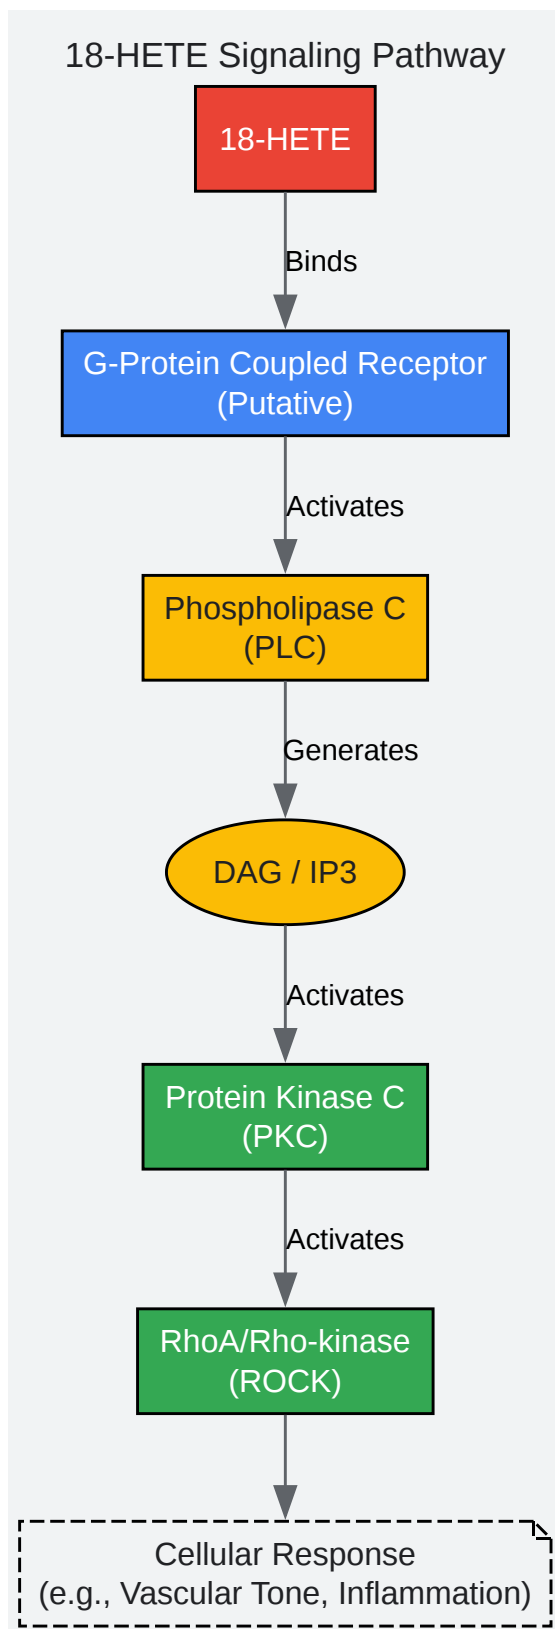 18-HETE Signaling Pathway
18-HETE
Binds
G-Protein Coupled Receptor
(Putative)
Activates
Phospholipase C
(PLC)
Generates
DAG / IP3
Activates
Protein Kinase C
(PKC)
Activates
RhoA/Rho-kinase
(ROCK)
Cellular Response
(e.g., Vascular Tone, Inflammation)